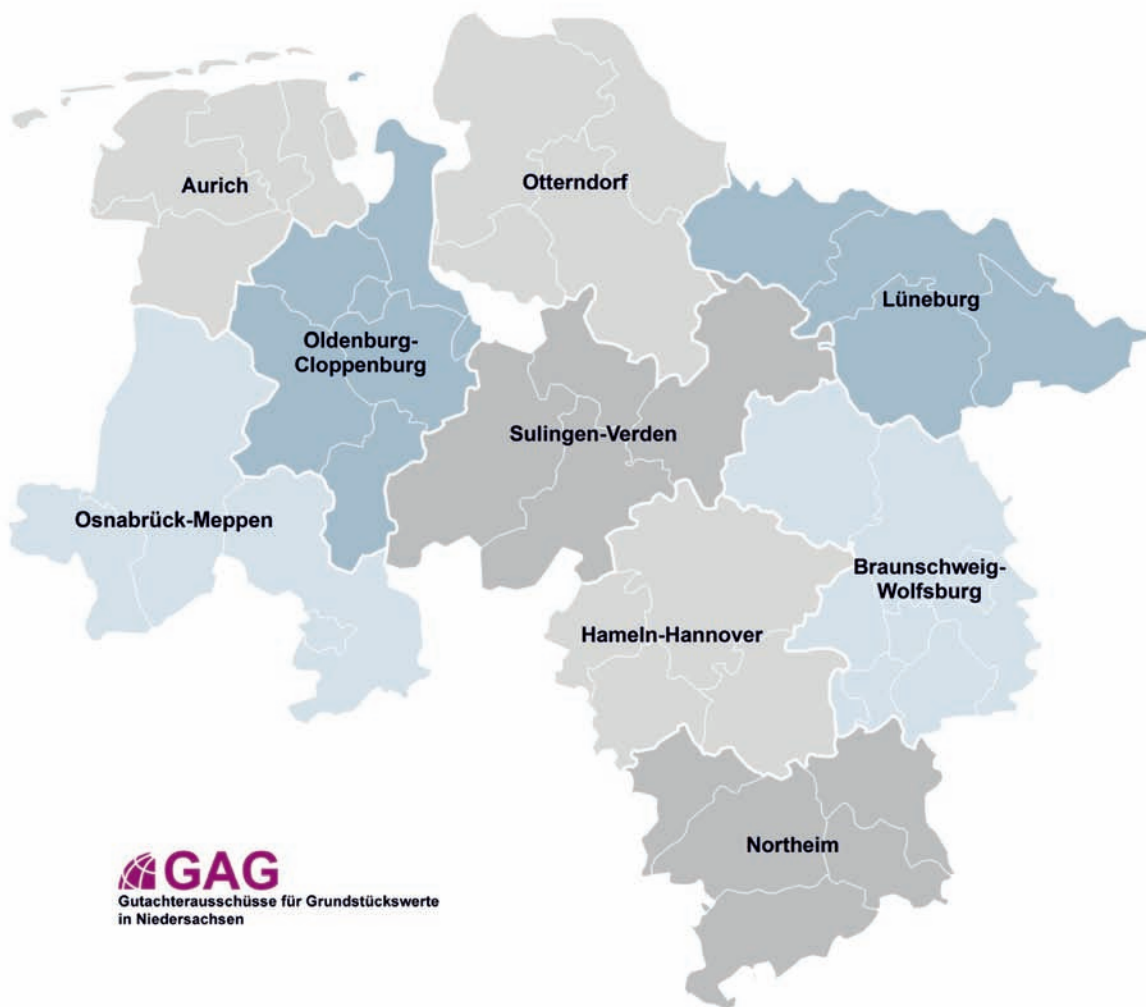 Aurich
Otterndorf
Lüneburg
Oldenburg-
Cloppenburg
Sulingen-Verden
Osnabrück-Meppen
Braunschweig-
Wolfsburg
Hameln-Hannover
Northeim
GAG
Gutachterausschüsse für Grundstückswerte
in Niedersachsen